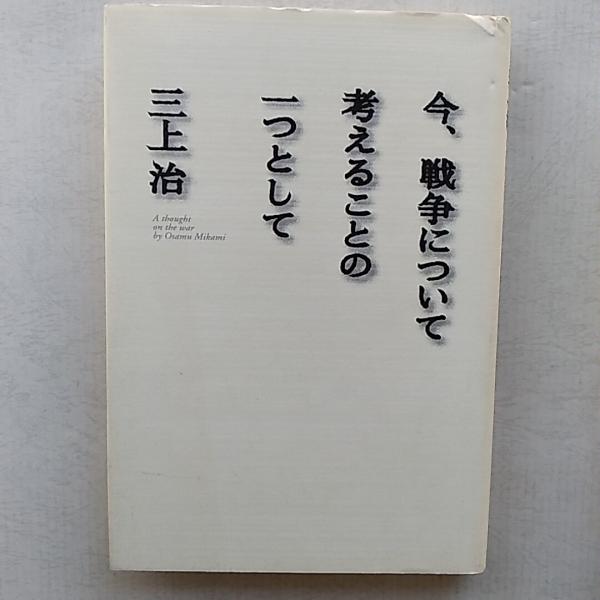 今、戦争について
考えることの
一つとして
三上治
A thought
on the war
by Osamu Mikami